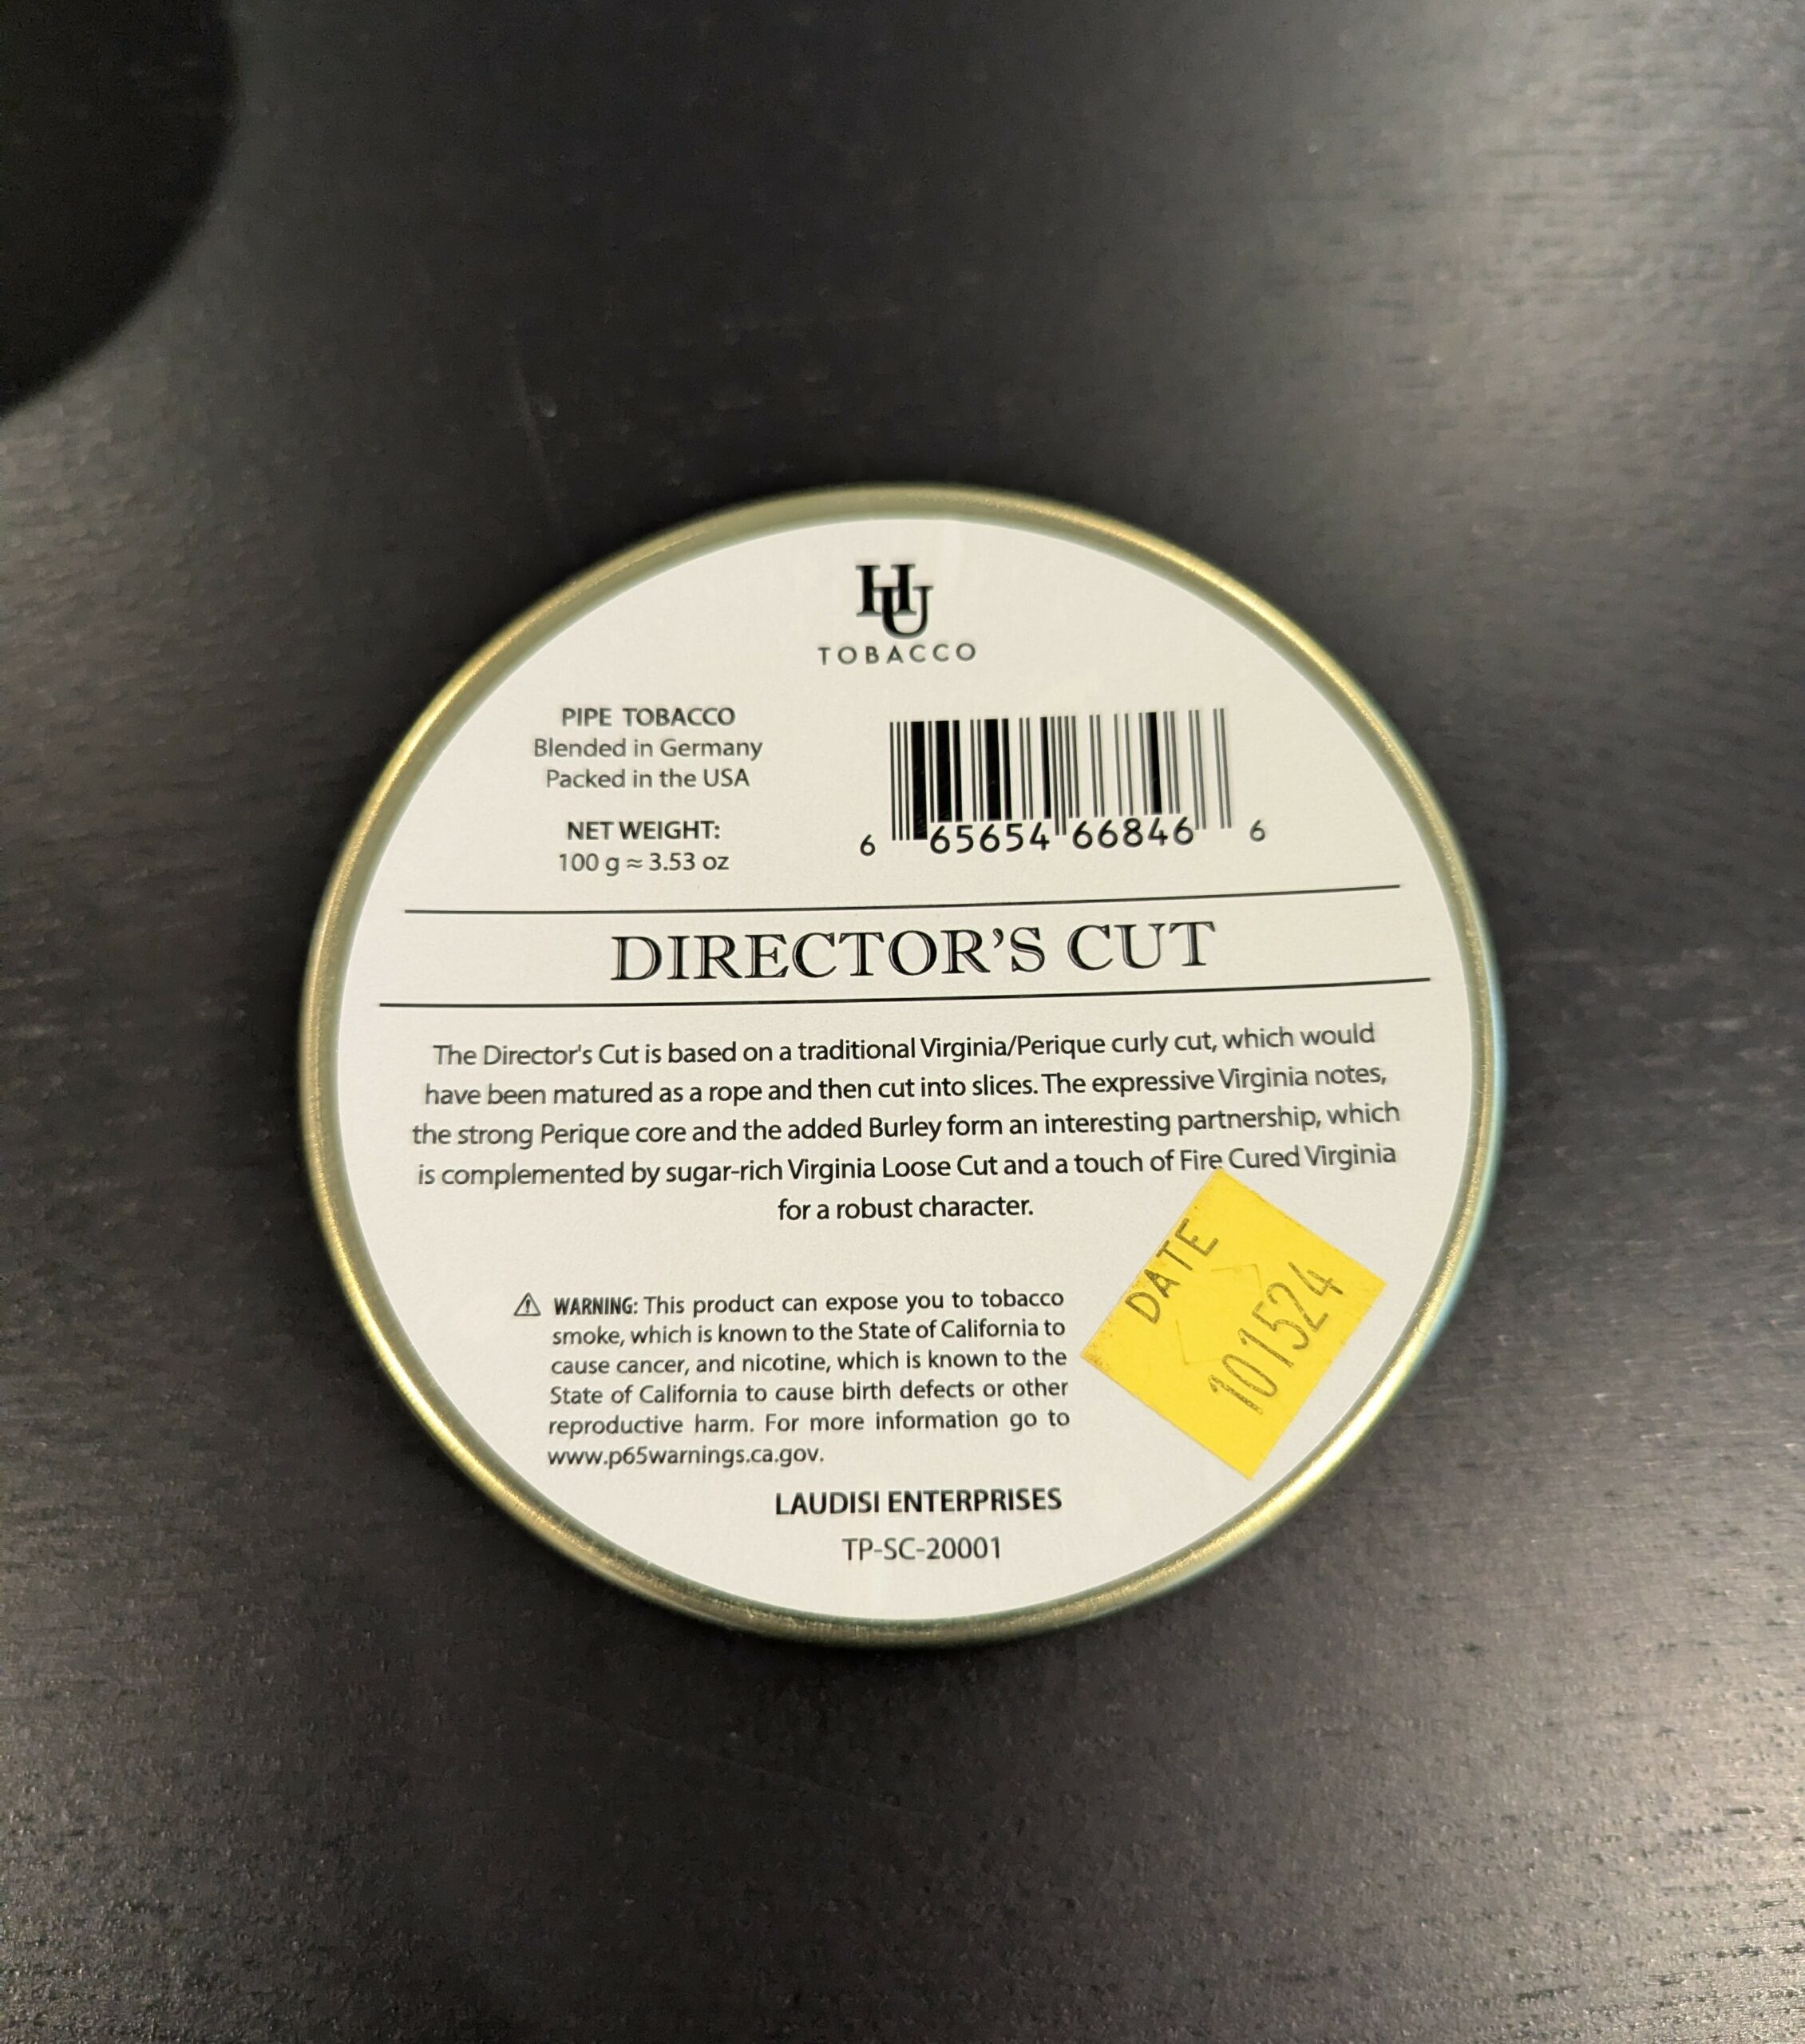 HU
TOBACCO
PIPE TOBACCO
Blended in Germany
Packed in the USA
NET WEIGHT:
100 g ≈ 3.53 oz
6 65654 66846 6
DIRECTOR'S CUT
The Director's Cut is based on a traditional Virginia/Perique curly cut, which would
have been matured as a rope and then cut into slices. The expressive Virginia notes,
the strong Perique core and the added Burley form an interesting partnership, which
is complemented by sugar-rich Virginia Loose Cut and a touch of Fire Cured Virginia
for a robust character.
⚠ WARNING: This product can expose you to tobacco
smoke, which is known to the State of California to
cause cancer, and nicotine, which is known to the
State of California to cause birth defects or other
reproductive harm. For more information go to
www.p65warnings.ca.gov.
DATE
101524
LAUDISI ENTERPRISES
TP-SC-20001